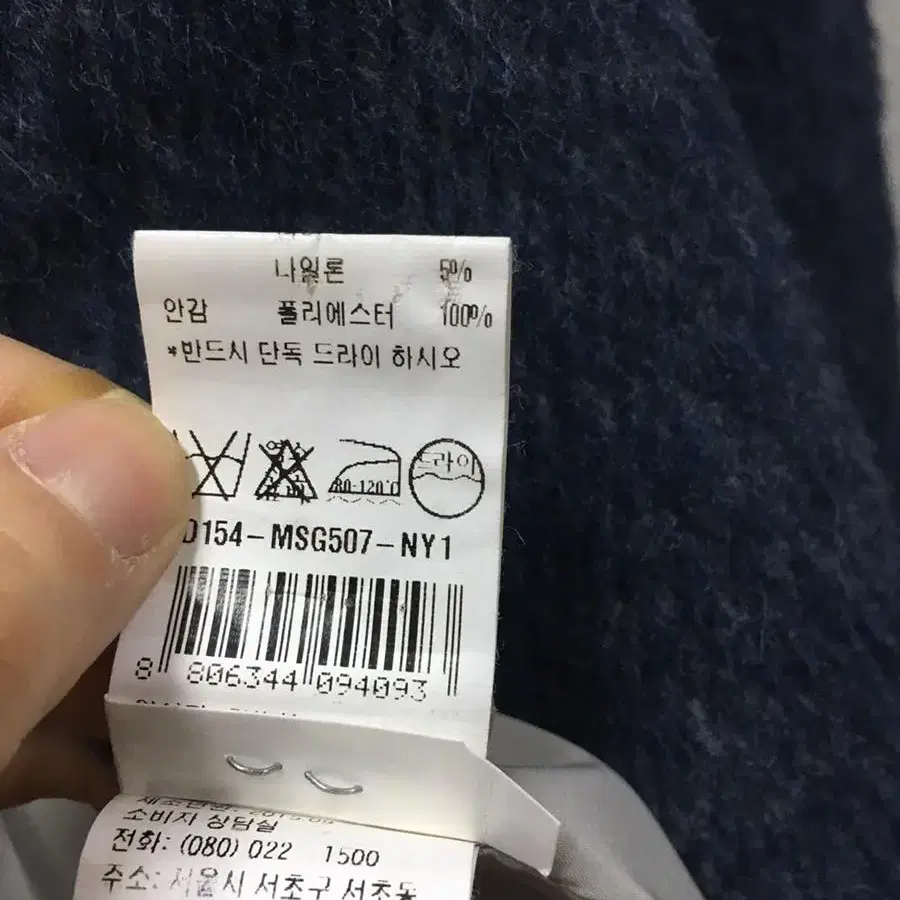 나일론 5%
안감 폴리에스터 100%
*반드시 단독 드라이 하시오
80-120℃ 드라이
D154-MSG507-NY1
8 806344 094093
소비자 상담실
전화: (080) 022 1500
주소: 서울시 서초구 서초동